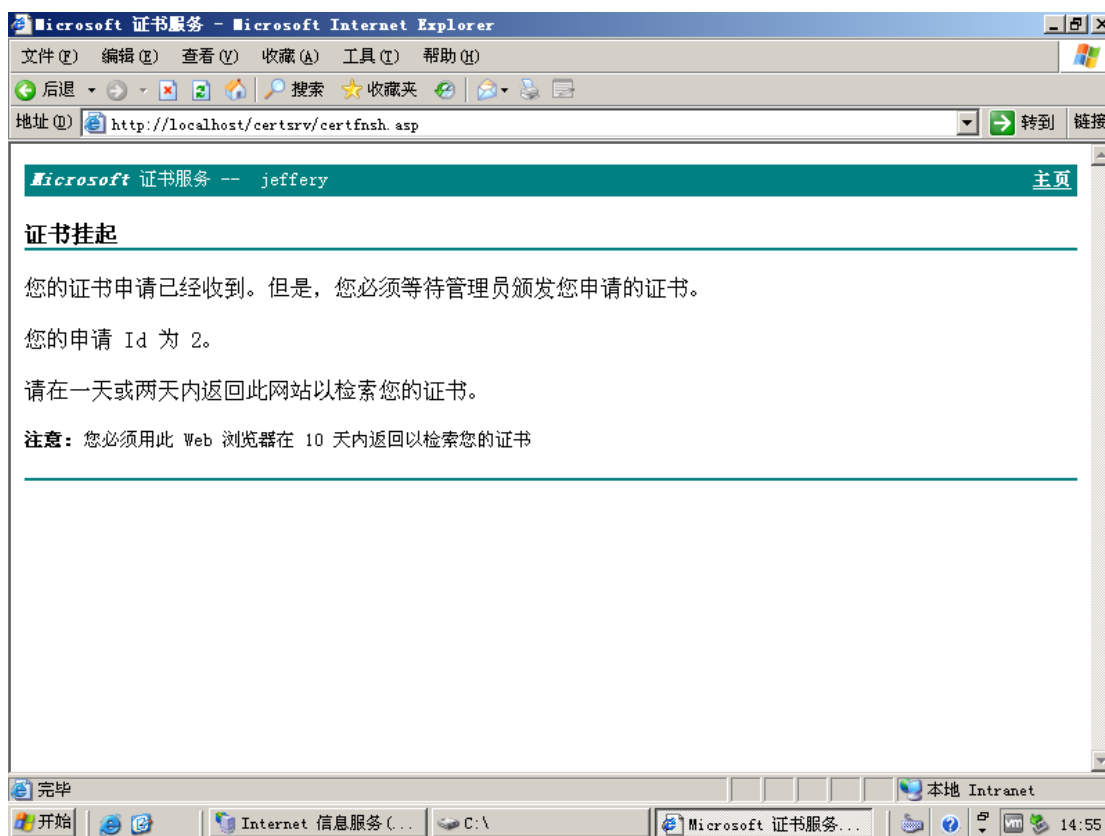 Microsoft 证书服务 - Microsoft Internet Explorer
文件(F) 编辑(E) 查看(V) 收藏(A) 工具(T) 帮助(H)
后退 搜索 收藏夹
地址(D) http://localhost/certsrv/certfnsh.asp 转到 链接
Microsoft 证书服务 -- jeffery 主页
证书挂起
您的证书申请已经收到。但是，您必须等待管理员颁发您申请的证书。
您的申请 Id 为 2。
请在一天或两天内返回此网站以检索您的证书。
注意：您必须用此 Web 浏览器在 10 天内返回以检索您的证书
完毕 本地 Intranet
开始 Internet 信息服务(... C:\ Microsoft 证书服务... vm 14:55